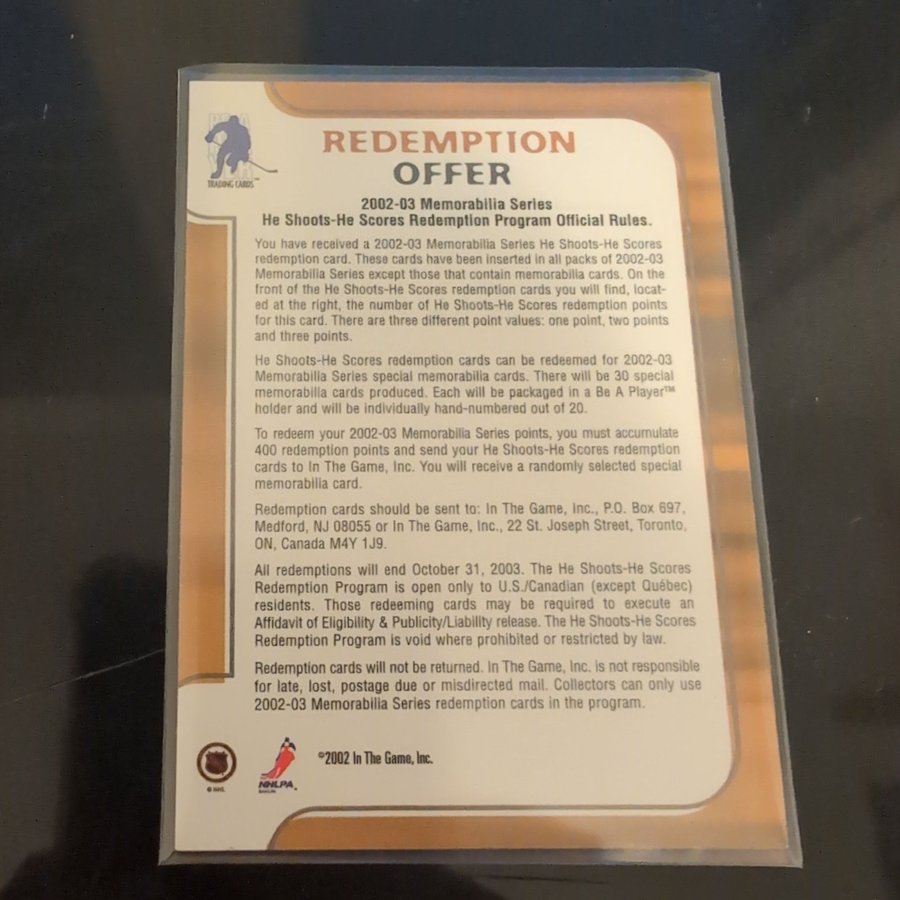 BE A
PLAYER
TRADING CARDS™
REDEMPTION
OFFER
2002-03 Memorabilia Series
He Shoots-He Scores Redemption Program Official Rules.
You have received a 2002-03 Memorabilia Series He Shoots-He Scores
redemption card. These cards have been inserted in all packs of 2002-03
Memorabilia Series except those that contain memorabilia cards. On the
front of the He Shoots-He Scores redemption cards you will find, locat-
ed at the right, the number of He Shoots-He Scores redemption points
for this card. There are three different point values: one point, two points
and three points.
He Shoots-He Scores redemption cards can be redeemed for 2002-03
Memorabilia Series special memorabilia cards. There will be 30 special
memorabilia cards produced. Each will be packaged in a Be A Player™
holder and will be individually hand-numbered out of 20.
To redeem your 2002-03 Memorabilia Series points, you must accumulate
400 redemption points and send your He Shoots-He Scores redemption
cards to In The Game, Inc. You will receive a randomly selected special
memorabilia card.
Redemption cards should be sent to: In The Game, Inc., P.O. Box 697,
Medford, NJ 08055 or In The Game, Inc., 22 St. Joseph Street, Toronto,
ON, Canada M4Y 1J9.
All redemptions will end October 31, 2003. The He Shoots-He Scores
Redemption Program is open only to U.S./Canadian (except Québec)
residents. Those redeeming cards may be required to execute an
Affidavit of Eligibility & Publicity/Liability release. The He Shoots-He Scores
Redemption Program is void where prohibited or restricted by law.
Redemption cards will not be returned. In The Game, Inc. is not responsible
for late, lost, postage due or misdirected mail. Collectors can only use
2002-03 Memorabilia Series redemption cards in the program.
©2002 In The Game, Inc.
© NHL
NHLPA